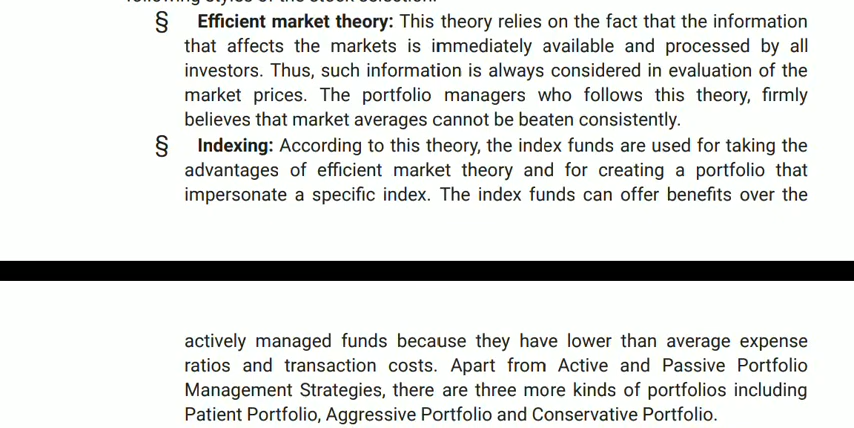 following styles of the stock selection.
§ Efficient market theory: This theory relies on the fact that the information
that affects the markets is immediately available and processed by all
investors. Thus, such information is always considered in evaluation of the
market prices. The portfolio managers who follows this theory, firmly
believes that market averages cannot be beaten consistently.
§ Indexing: According to this theory, the index funds are used for taking the
advantages of efficient market theory and for creating a portfolio that
impersonate a specific index. The index funds can offer benefits over the
actively managed funds because they have lower than average expense
ratios and transaction costs. Apart from Active and Passive Portfolio
Management Strategies, there are three more kinds of portfolios including
Patient Portfolio, Aggressive Portfolio and Conservative Portfolio.